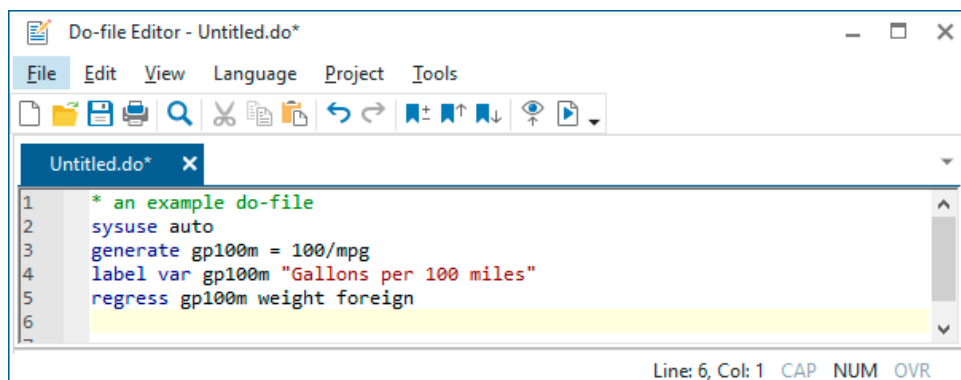 Do-file Editor - Untitled.do*
File Edit View Language Project Tools
Untitled.do*
1 * an example do-file
2 sysuse auto
3 generate gp100m = 100/mpg
4 label var gp100m "Gallons per 100 miles"
5 regress gp100m weight foreign
6
Line: 6, Col: 1 CAP NUM OVR